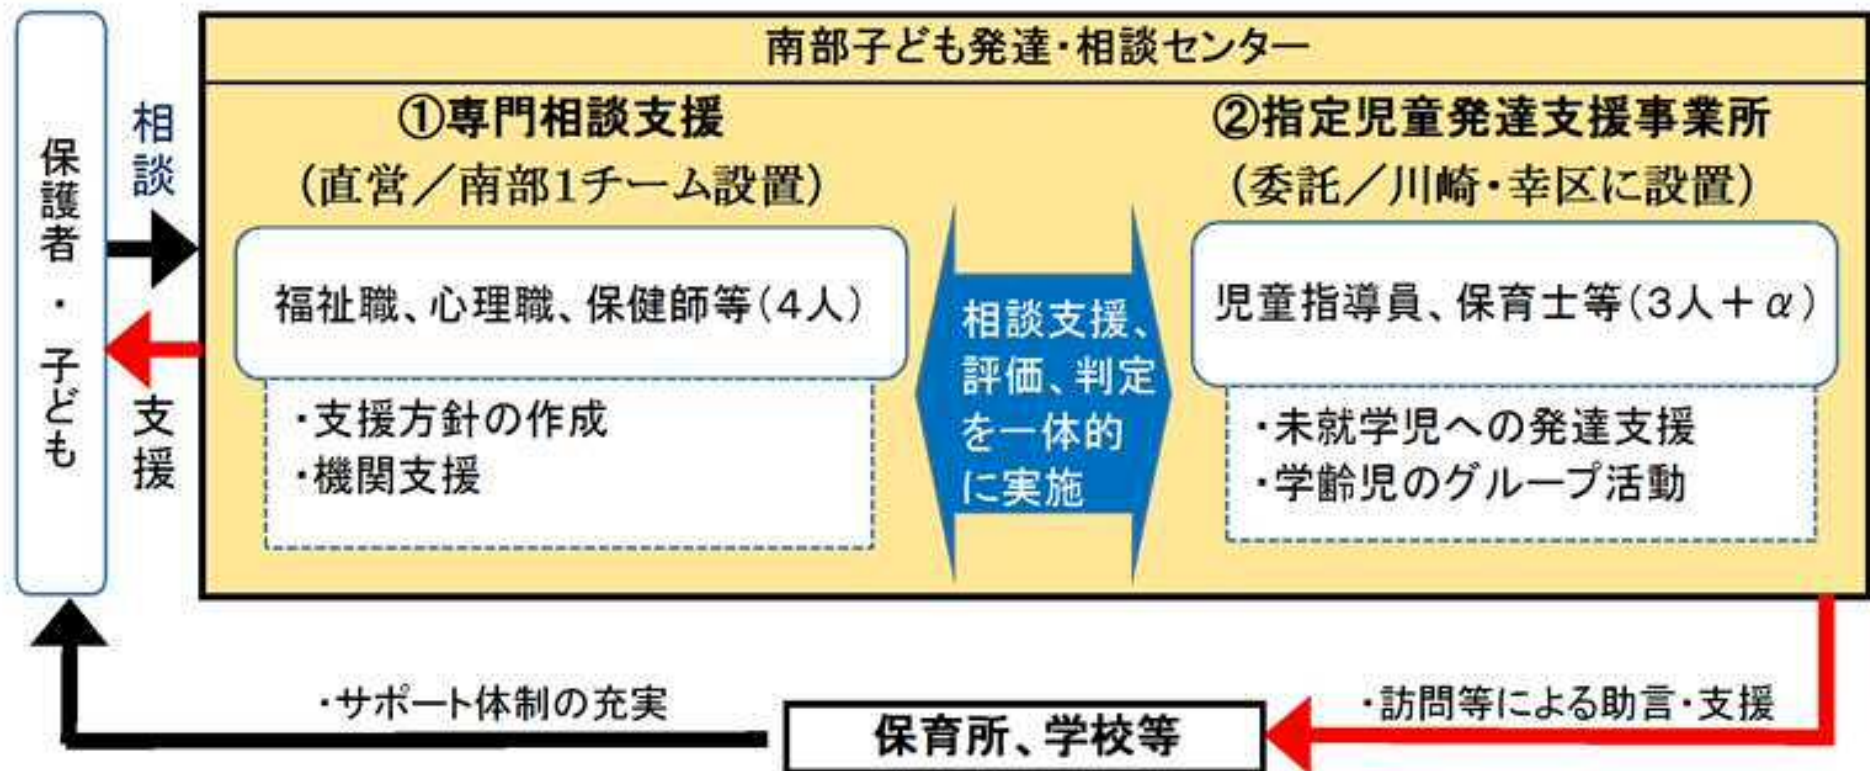 南部子ども発達・相談センター
保護者・子ども
相談
支援
①専門相談支援
(直営／南部1チーム設置)
福祉職、心理職、保健師等(4人)
・支援方針の作成
・機関支援
相談支援、
評価、判定
を一体的
に実施
②指定児童発達支援事業所
(委託／川崎・幸区に設置)
児童指導員、保育士等(3人＋α)
・未就学児への発達支援
・学齢児のグループ活動
・サポート体制の充実
保育所、学校等
・訪問等による助言・支援